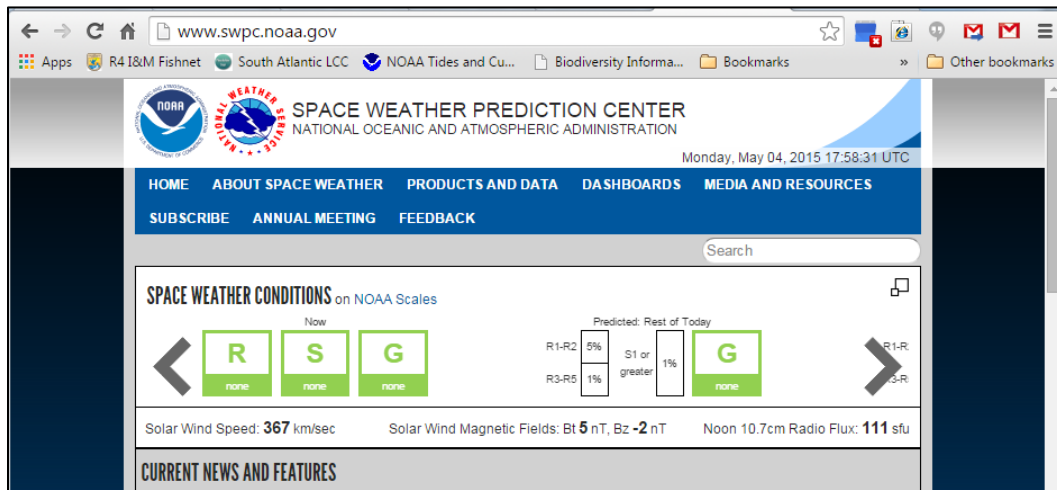 www.swpc.noaa.gov
Apps R4 I&M Fishnet South Atlantic LCC NOAA Tides and Cu... Biodiversity Informa... Bookmarks » Other bookmarks
NOAA
NATIONAL WEATHER SERVICE
SPACE WEATHER PREDICTION CENTER
NATIONAL OCEANIC AND ATMOSPHERIC ADMINISTRATION
Monday, May 04, 2015 17:58:31 UTC
HOME ABOUT SPACE WEATHER PRODUCTS AND DATA DASHBOARDS MEDIA AND RESOURCES
SUBSCRIBE ANNUAL MEETING FEEDBACK
Search
SPACE WEATHER CONDITIONS on NOAA Scales
Now
R S G
none none none
Predicted: Rest of Today
R1-R2 5%
R3-R5 1%
S1 or
greater
1%
G
none
Solar Wind Speed: 367 km/sec Solar Wind Magnetic Fields: Bt 5 nT, Bz -2 nT Noon 10.7cm Radio Flux: 111 sfu
CURRENT NEWS AND FEATURES